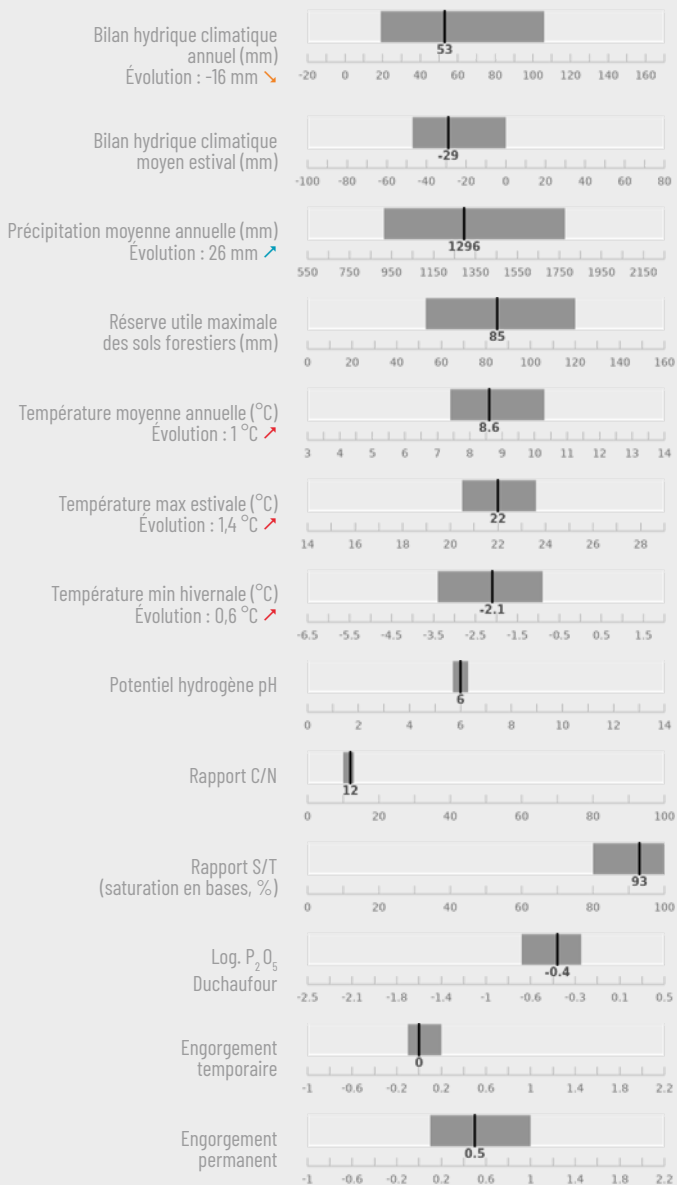 Bilan hydrique climatique
annuel (mm)
Évolution : -16 mm ↘
53
-20 0 20 40 60 80 100 120 140 160
Bilan hydrique climatique
moyen estival (mm)
-29
-100 -80 -60 -40 -20 0 20 40 60 80
Précipitation moyenne annuelle (mm)
Évolution : 26 mm ↗
1296
550 750 950 1150 1350 1550 1750 1950 2150
Réserve utile maximale
des sols forestiers (mm)
85
0 20 40 60 80 100 120 140 160
Température moyenne annuelle (°C)
Évolution : 1 °C ↗
8.6
3 4 5 6 7 8 9 10 11 12 13 14
Température max estivale (°C)
Évolution : 1,4 °C ↗
22
14 16 18 20 22 24 26 28
Température min hivernale (°C)
Évolution : 0,6 °C ↗
-2.1
-6.5 -5.5 -4.5 -3.5 -2.5 -1.5 -0.5 0.5 1.5
Potentiel hydrogène pH
6
0 2 4 6 8 10 12 14
Rapport C/N
12
0 20 40 60 80 100
Rapport S/T
(saturation en bases, %)
93
0 20 40 60 80 100
Log. P₂O₅
Duchaufour
-0.4
-2.5 -2.1 -1.8 -1.4 -1 -0.6 -0.3 0.1 0.5
Engorgement
temporaire
0
-1 -0.6 -0.2 0.2 0.6 1 1.4 1.8 2.2
Engorgement
permanent
0.5
-1 -0.6 -0.2 0.2 0.6 1 1.4 1.8 2.2